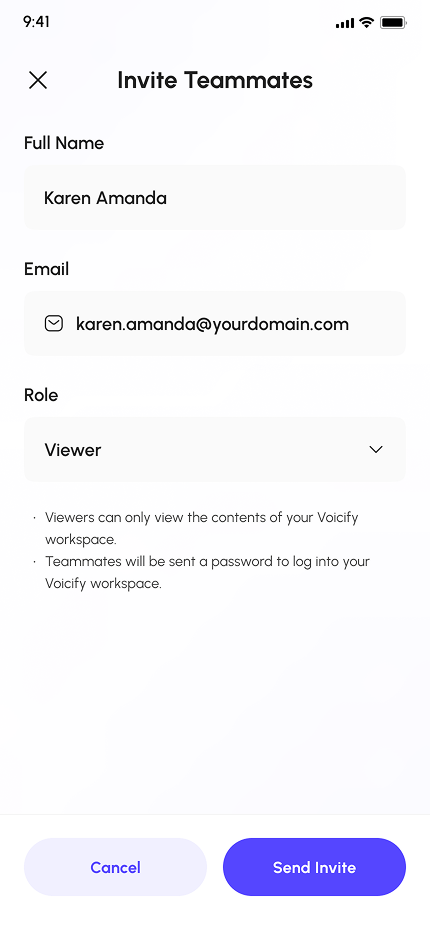 9:41
Invite Teammates
Full Name
Karen Amanda
Email
karen.amanda@yourdomain.com
Role
Viewer
· Viewers can only view the contents of your Voicify
workspace.
· Teammates will be sent a password to log into your
Voicify workspace.
Cancel
Send Invite